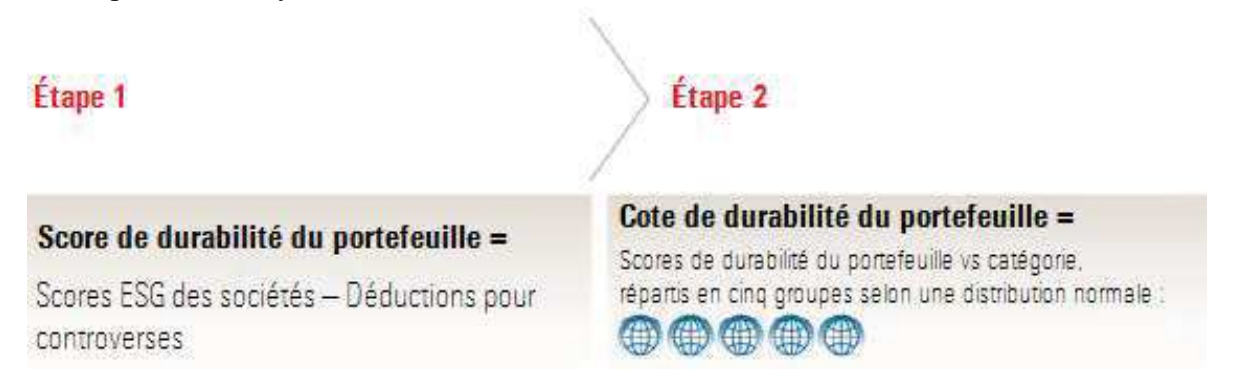 Étape 1
Étape 2
Score de durabilité du portefeuille =
Scores ESG des sociétés – Déductions pour
controverses
Cote de durabilité du portefeuille =
Scores de durabilité du portefeuille vs catégorie,
répartis en cinq groupes selon une distribution normale :